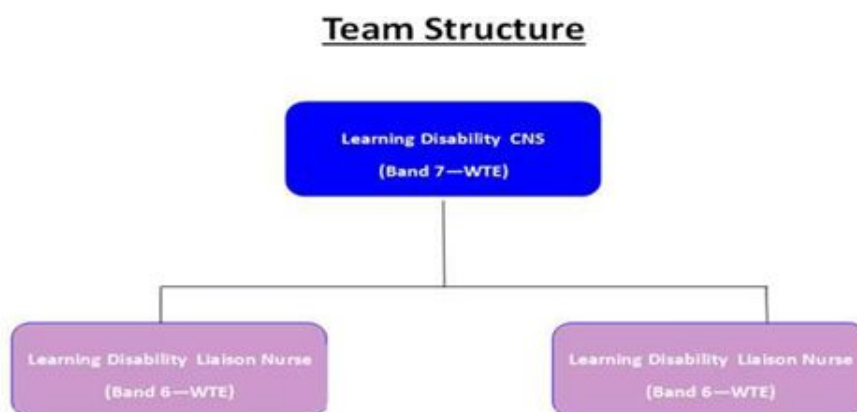 Team Structure
Learning Disability CNS
(Band 7—WTE)
Learning Disability Liaison Nurse
(Band 6—WTE)
Learning Disability Liaison Nurse
(Band 6—WTE)